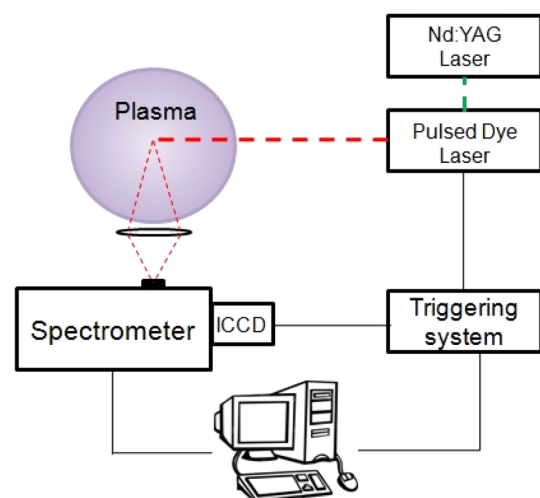 Nd:YAG
Laser
Plasma
Pulsed Dye
Laser
Spectrometer
ICCD
Triggering
system